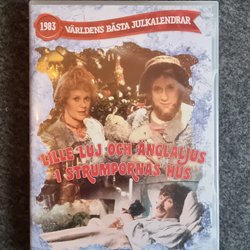 1983 VÄRLDENS BÄSTA JULKALENDRAR
LILLE LUJ OCH ÄNGLALJUS
I STRUMPORNAS HUS